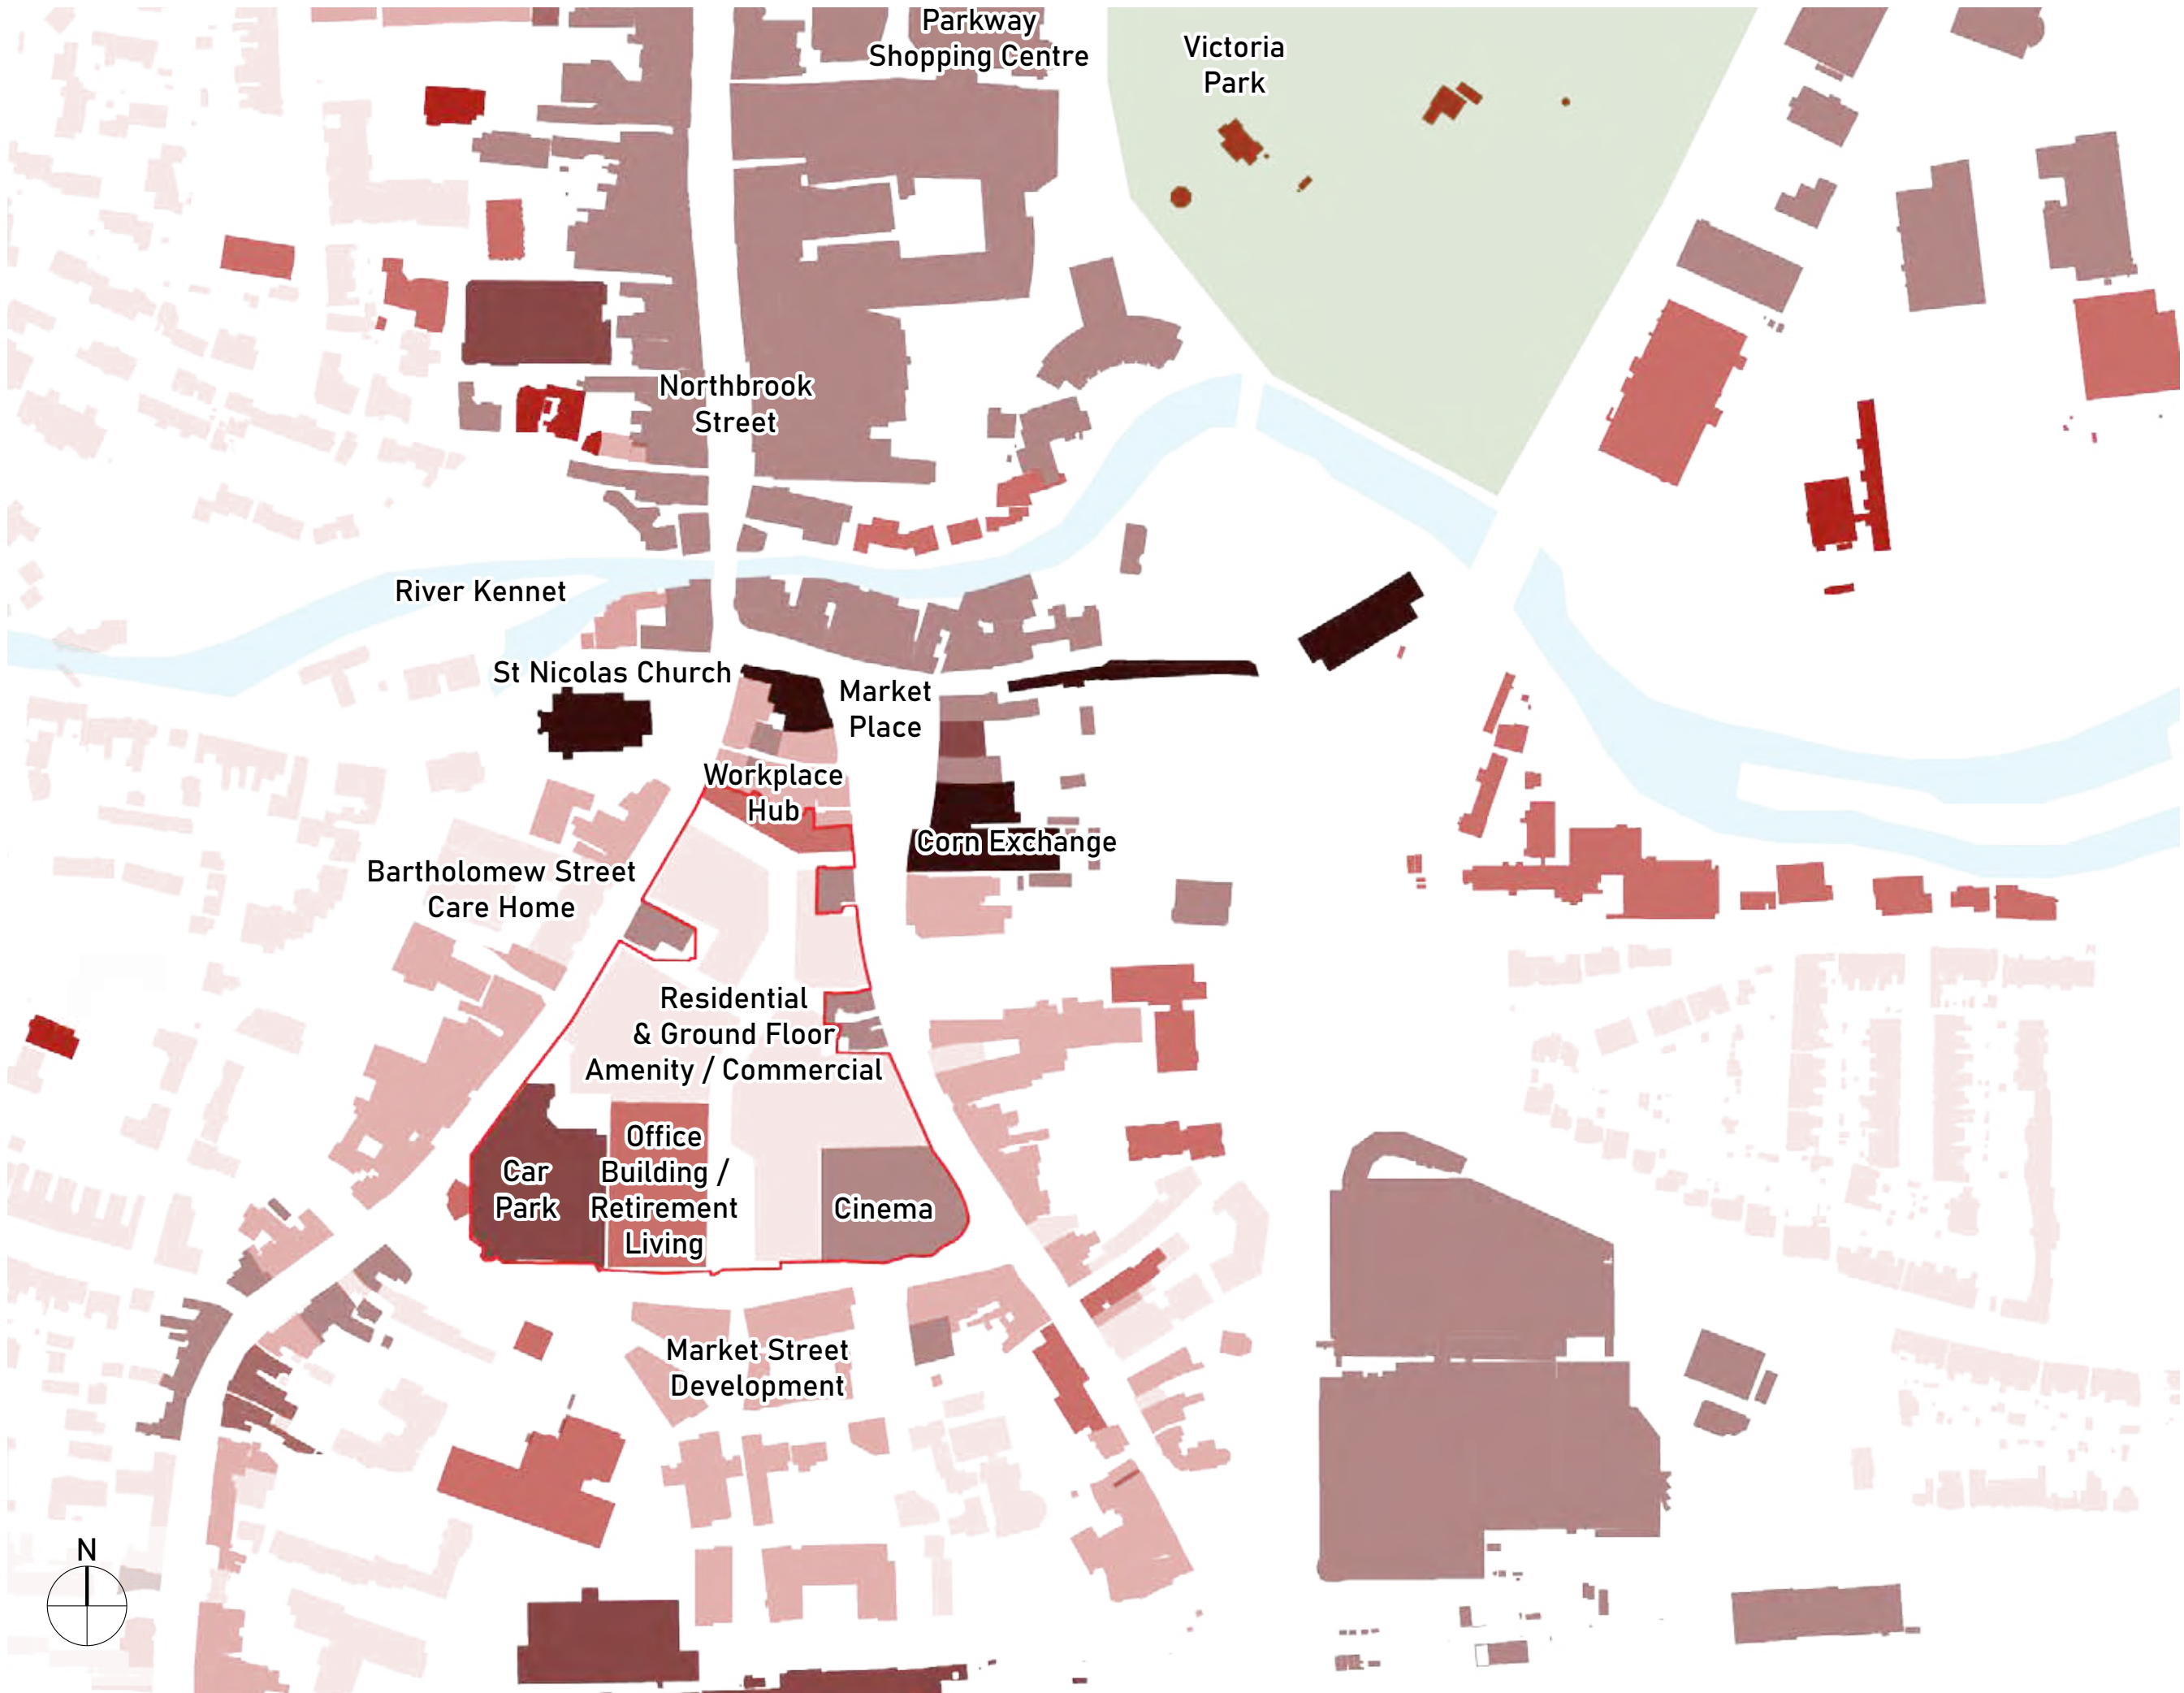 Parkway
Shopping Centre
Victoria
Park
Northbrook
Street
River Kennet
St Nicolas Church
Market
Place
Workplace
Hub
Corn Exchange
Bartholomew Street
Care Home
Residential
& Ground Floor
Amenity / Commercial
Office
Building /
Retirement
Living
Car
Park
Cinema
Market Street
Development
N